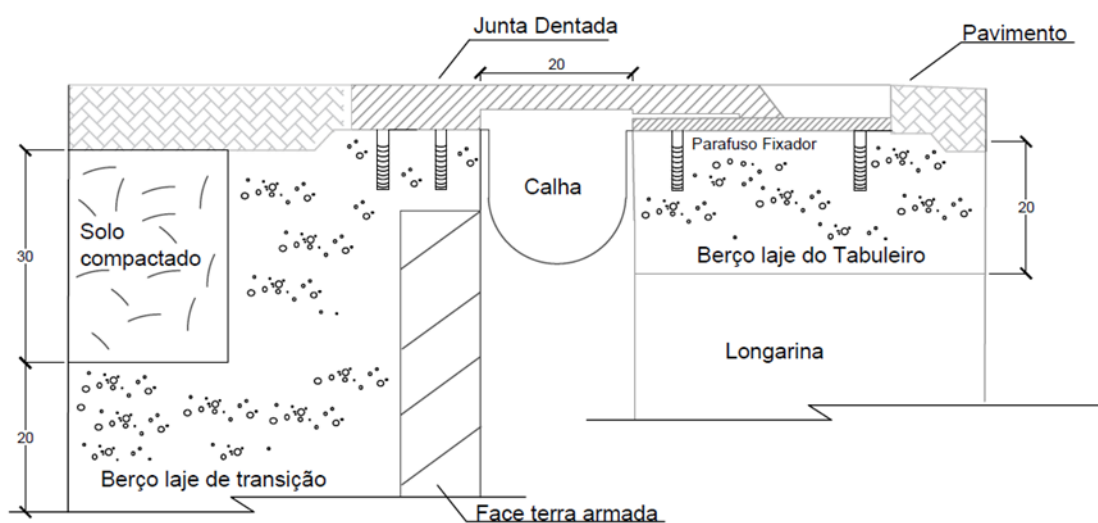 Junta Dentada
Pavimento
20
Parafuso Fixador
Calha
20
Solo
compactado
30
Berço laje do Tabuleiro
Longarina
20
Berço laje de transição
Face terra armada